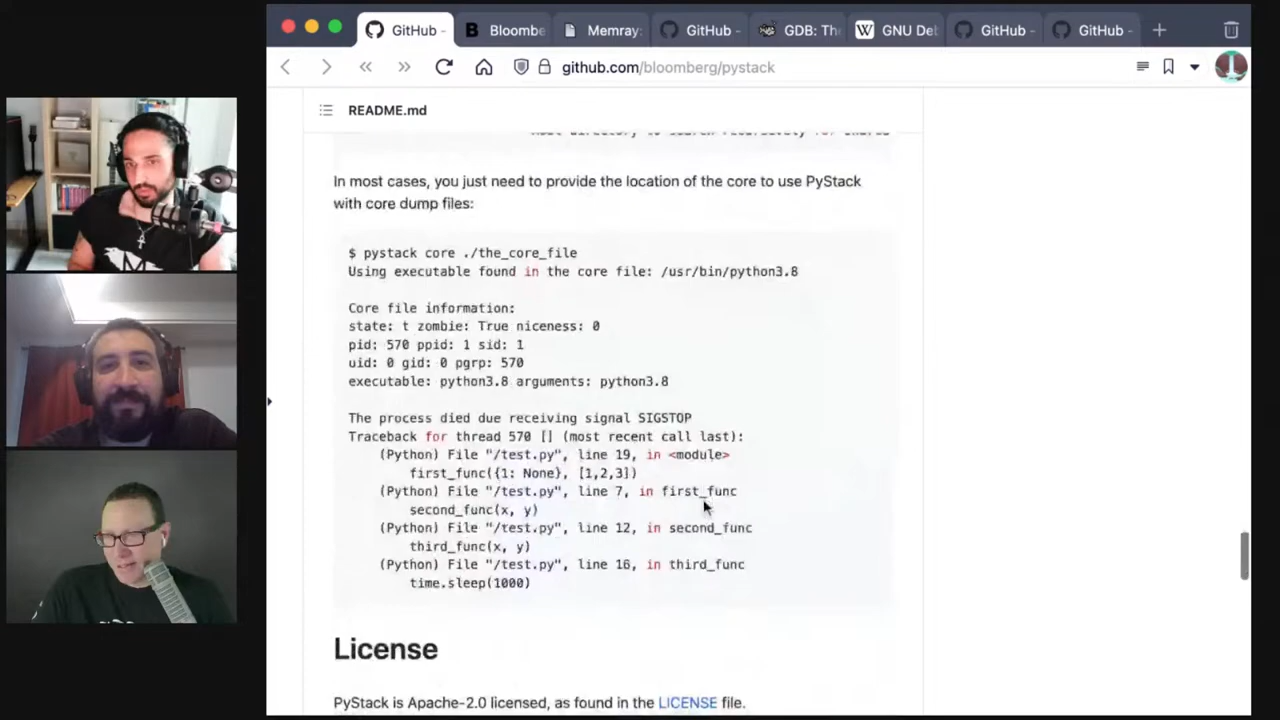 GitHub -
Bloombe
Memray:
GitHub -
GDB: Th
GNU De
GitHub -
GitHub -
github.com/bloomberg/pystack
README.md
In most cases, you just need to provide the location of the core to use PyStack
with core dump files:
$ pystack core ./the_core_file
Using executable found in the core file: /usr/bin/python3.8
Core file information:
state: t zombie: True niceness: 0
pid: 570 ppid: 1 sid: 1
uid: 0 gid: 0 pgrp: 570
executable: python3.8 arguments: python3.8
The process died due receiving signal SIGSTOP
Traceback for thread 570 [] (most recent call last):
(Python) File "/test.py", line 19, in <module>
first_func({1: None}, [1,2,3])
(Python) File "/test.py", line 7, in first_func
second_func(x, y)
(Python) File "/test.py", line 12, in second_func
third_func(x, y)
(Python) File "/test.py", line 16, in third_func
time.sleep(1000)
License
PyStack is Apache-2.0 licensed, as found in the LICENSE file.